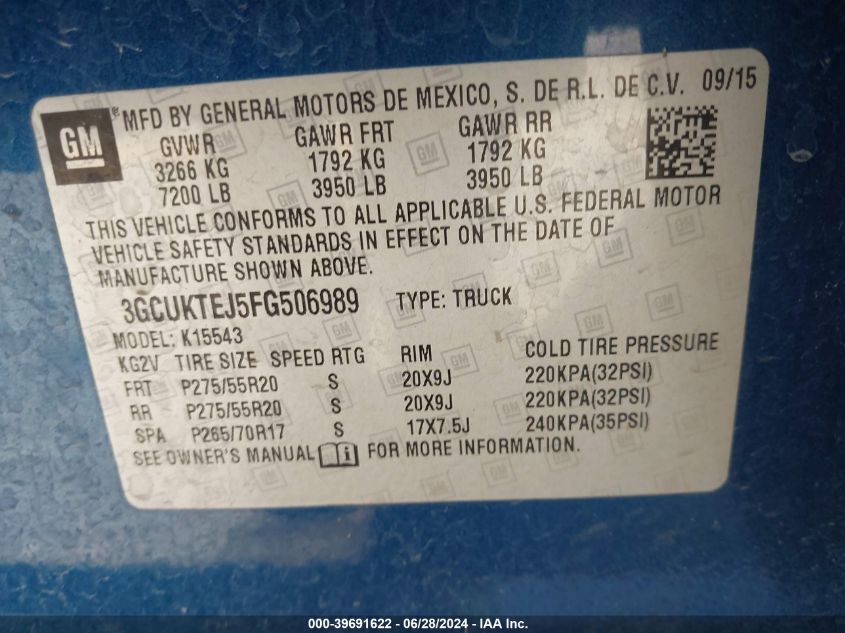 GM ® MFD BY GENERAL MOTORS DE MEXICO, S. DE R.L. DE C.V. 09/15
GVWR GAWR FRT GAWR RR
3266 KG 1792 KG 1792 KG
7200 LB 3950 LB 3950 LB
THIS VEHICLE CONFORMS TO ALL APPLICABLE U.S. FEDERAL MOTOR
VEHICLE SAFETY STANDARDS IN EFFECT ON THE DATE OF
MANUFACTURE SHOWN ABOVE.
3GCUKTEJ5FG506989 TYPE: TRUCK
MODEL: K15543
KG2V TIRE SIZE SPEED RTG RIM COLD TIRE PRESSURE
FRT P275/55R20 S 20X9J 220KPA(32PSI)
RR P275/55R20 S 20X9J 220KPA(32PSI)
SPA P265/70R17 S 17X7.5J 240KPA(35PSI)
SEE OWNER'S MANUAL i FOR MORE INFORMATION.
000-39691622 - 06/28/2024 - IAA Inc.